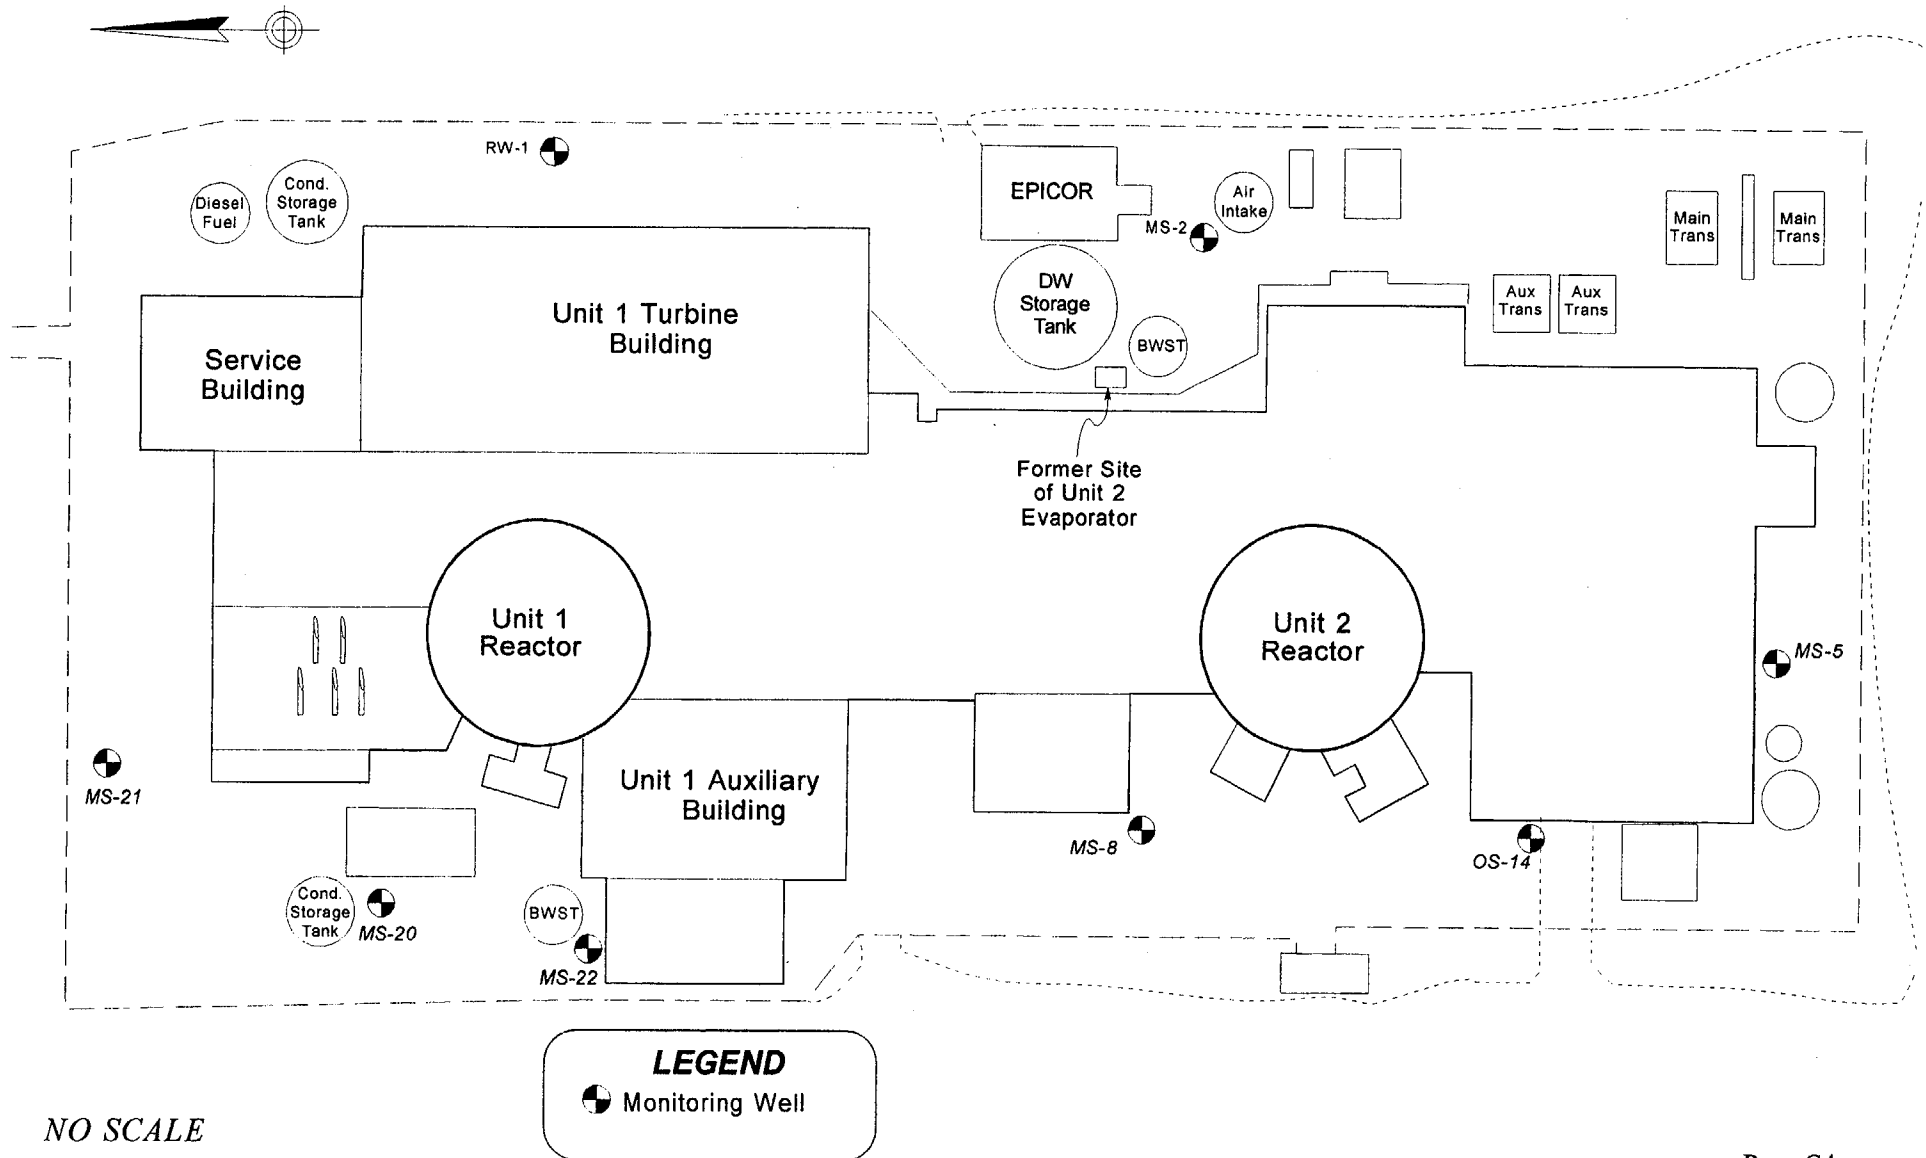 RW-1
Diesel
Fuel
Cond.
Storage
Tank
EPICOR
Air
Intake
MS-2
Main
Trans
Main
Trans
DW
Storage
Tank
BWST
Aux
Trans
Aux
Trans
Unit 1 Turbine
Building
Service
Building
Former Site
of Unit 2
Evaporator
Unit 1
Reactor
Unit 2
Reactor
MS-5
MS-21
Unit 1 Auxiliary
Building
MS-8
OS-14
Cond.
Storage
Tank
MS-20
BWST
MS-22
LEGEND
Monitoring Well
NO SCALE